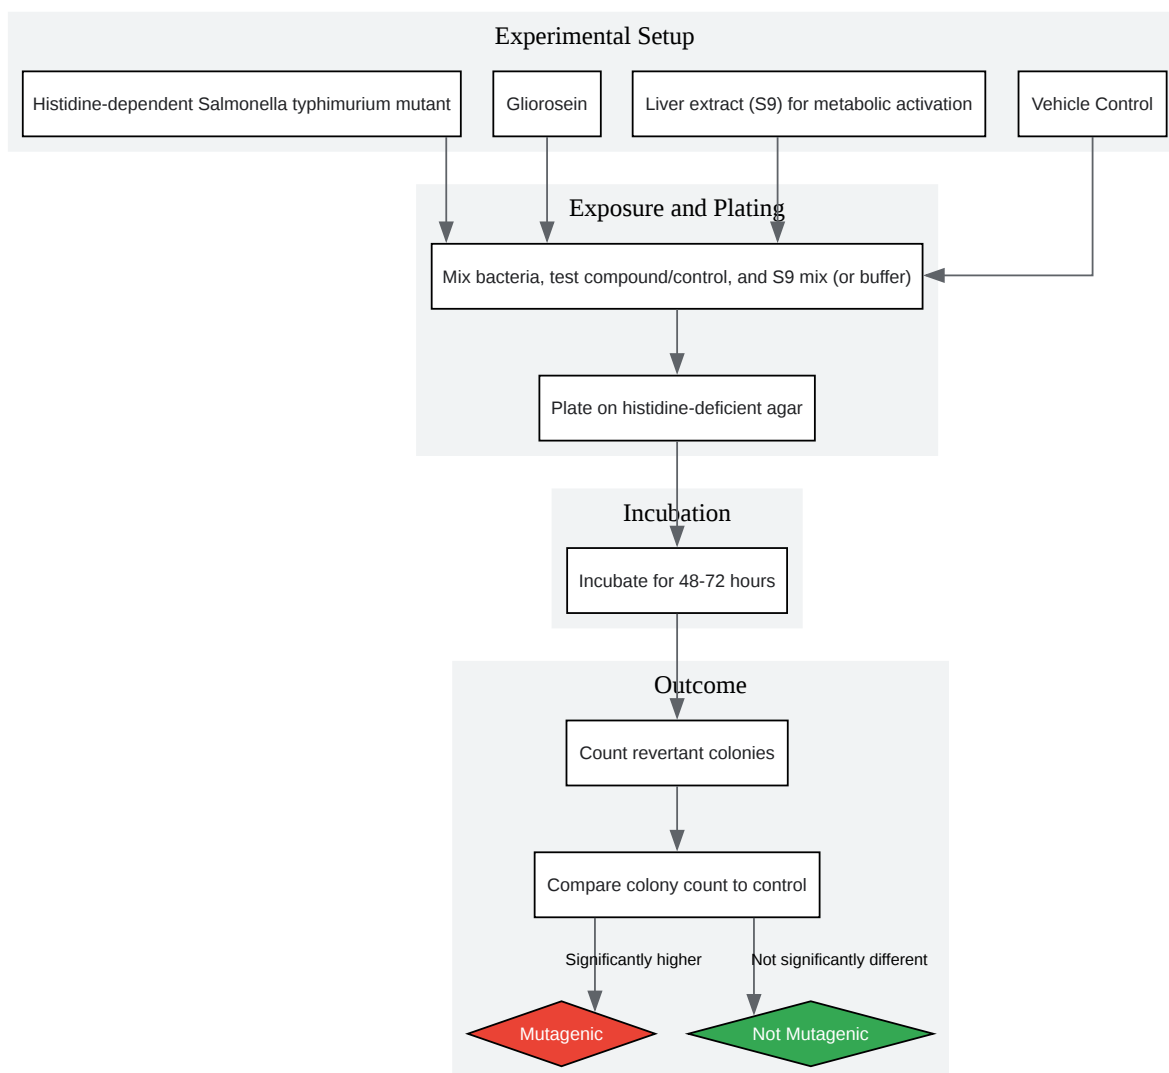 Experimental Setup
Histidine-dependent Salmonella typhimurium mutant
Gliorosein
Liver extract (S9) for metabolic activation
Vehicle Control
Exposure and Plating
Mix bacteria, test compound/control, and S9 mix (or buffer)
Plate on histidine-deficient agar
Incubation
Incubate for 48-72 hours
Outcome
Count revertant colonies
Compare colony count to control
Significantly higher
Not significantly different
Mutagenic
Not Mutagenic